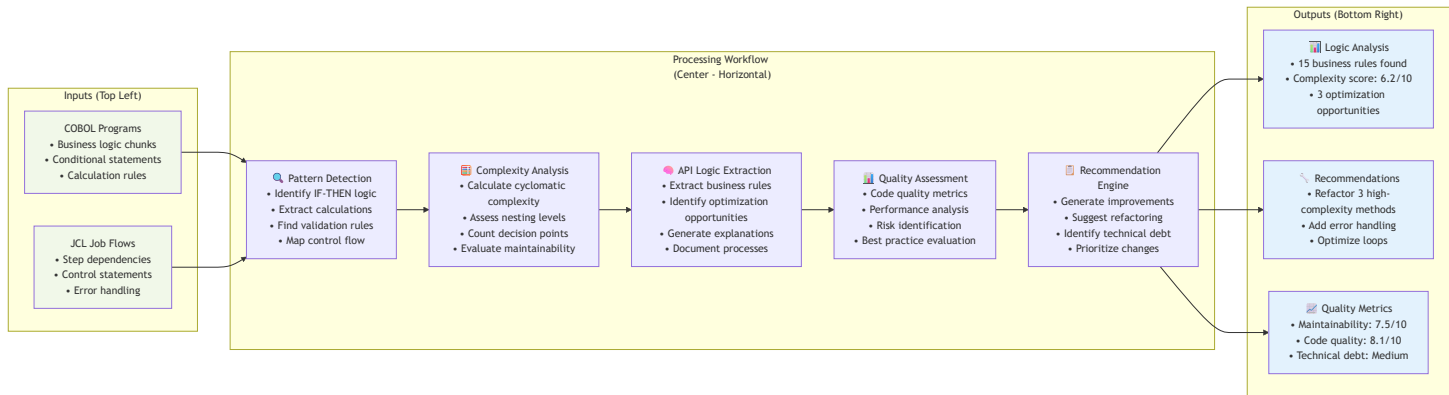 Inputs (Top Left)
COBOL Programs
• Business logic chunks
• Conditional statements
• Calculation rules
JCL Job Flows
• Step dependencies
• Control statements
• Error handling
Processing Workflow
(Center - Horizontal)
🔍 Pattern Detection
• Identify IF-THEN logic
• Extract calculations
• Find validation rules
• Map control flow
🧮 Complexity Analysis
• Calculate cyclomatic
complexity
• Assess nesting levels
• Count decision points
• Evaluate maintainability
🧠 API Logic Extraction
• Extract business rules
• Identify optimization
opportunities
• Generate explanations
• Document processes
📊 Quality Assessment
• Code quality metrics
• Performance analysis
• Risk identification
• Best practice evaluation
📋 Recommendation
Engine
• Generate improvements
• Suggest refactoring
• Identify technical debt
• Prioritize changes
Outputs (Bottom Right)
📊 Logic Analysis
• 15 business rules found
• Complexity score: 6.2/10
• 3 optimization
opportunities
🔧 Recommendations
• Refactor 3 high-
complexity methods
• Add error handling
• Optimize loops
📈 Quality Metrics
• Maintainability: 7.5/10
• Code quality: 8.1/10
• Technical debt: Medium